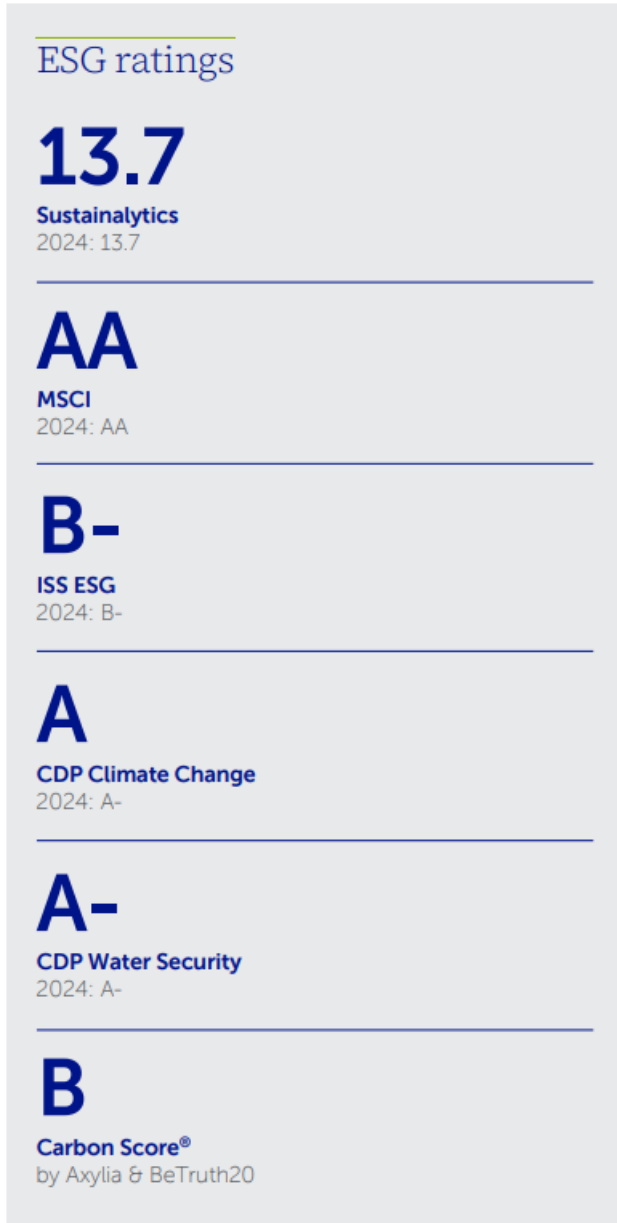 ESG ratings
13.7
Sustainalytics
2024: 13.7
AA
MSCI
2024: AA
B-
ISS ESG
2024: B-
A
CDP Climate Change
2024: A-
A-
CDP Water Security
2024: A-
B
Carbon Score®
by Axylia & BeTruth20